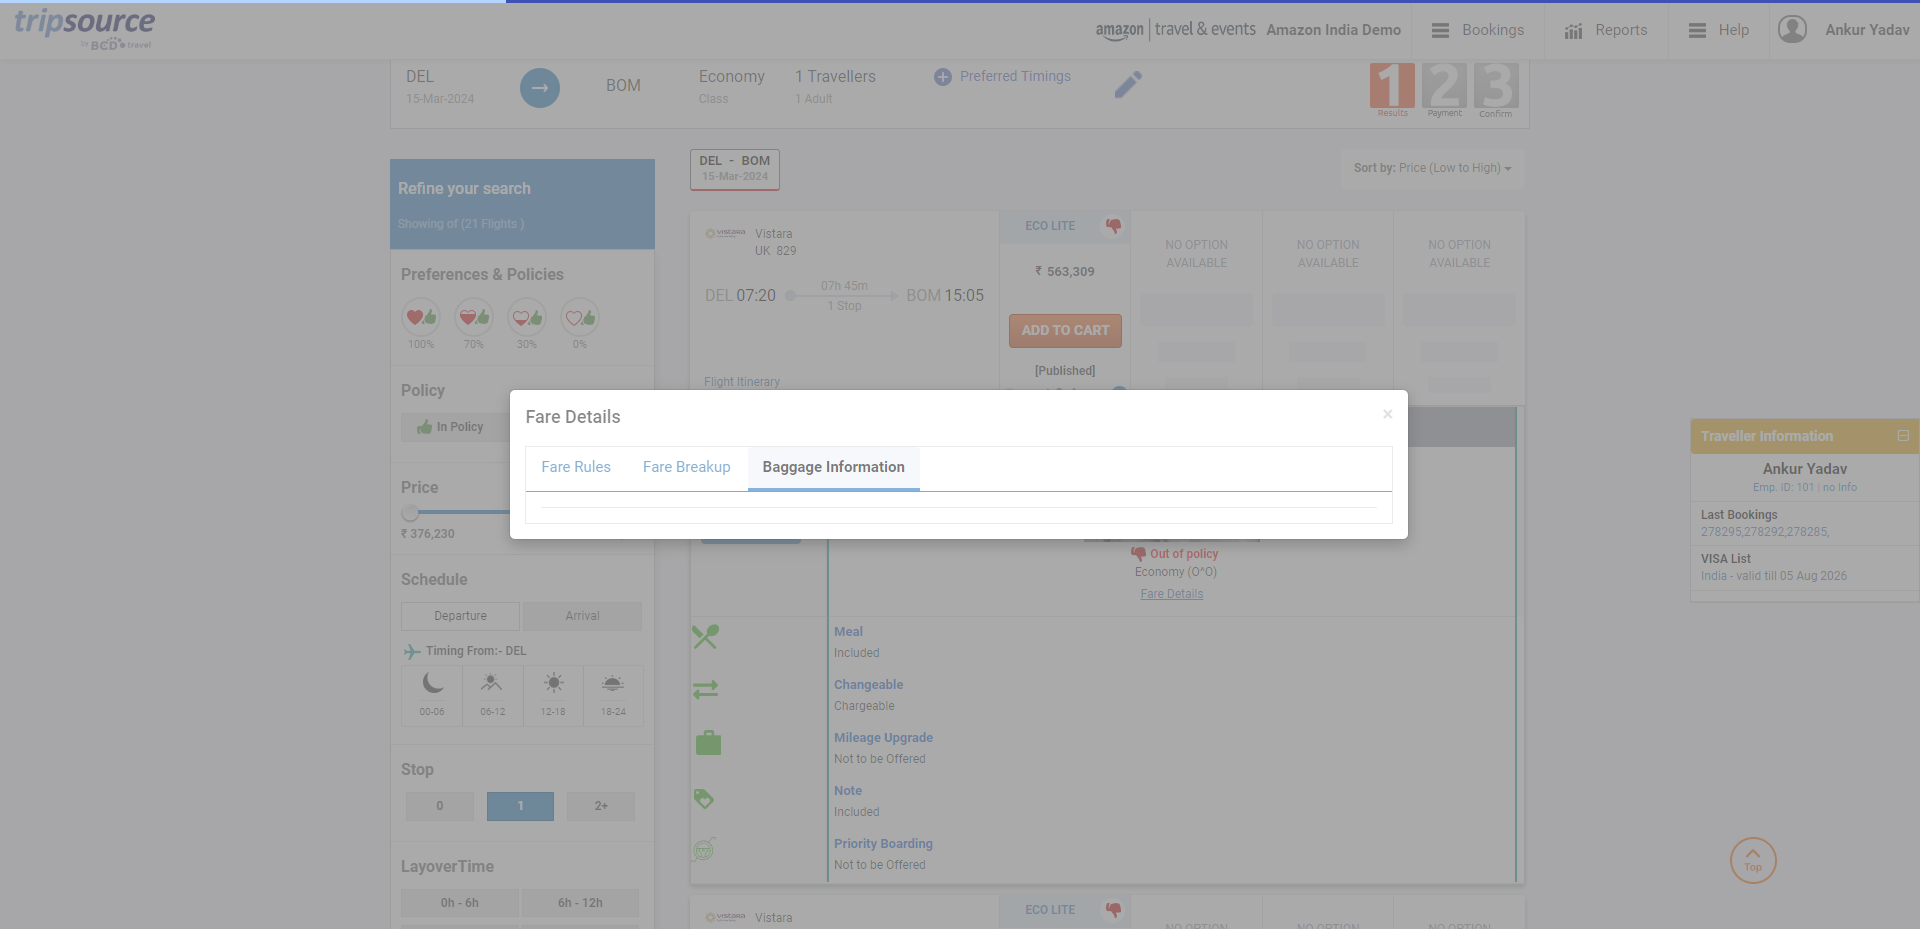 tripsource
by BCD travel
amazon travel & events
Amazon India Demo
Bookings
Reports
Help
Ankur Yadav
DEL
15-Mar-2024
BOM
Economy
Class
1 Travellers
1 Adult
Preferred Timings
1 2 3
Results Payment Confirm
Refine your search
Showing of (21 Flights )
Preferences & Policies
100% 70% 30% 0%
Policy
In Policy
Price
₹ 376,230
Schedule
Departure Arrival
Timing From:- DEL
00-06 06-12 12-18 18-24
Stop
0 1 2+
LayoverTime
0h - 6h 6h - 12h
DEL - BOM
15-Mar-2024
Sort by: Price (Low to High)
VISTARA
Vistara
UK 829
DEL 07:20
07h 45m
1 Stop
BOM 15:05
Flight Itinerary
ECO LITE
₹ 563,309
ADD TO CART
[Published]
NO OPTION
AVAILABLE
NO OPTION
AVAILABLE
NO OPTION
AVAILABLE
Fare Details
×
Fare Rules Fare Breakup Baggage Information
Out of policy
Economy (O^O)
Fare Details
Meal
Included
Changeable
Chargeable
Mileage Upgrade
Not to be Offered
Note
Included
Priority Boarding
Not to be Offered
VISTARA
Vistara
ECO LITE
NO OPTION
NO OPTION
NO OPTION
Traveller Information
Ankur Yadav
Emp. ID: 101 | no Info
Last Bookings
278295,278292,278285,
VISA List
India - valid till 05 Aug 2026
Top